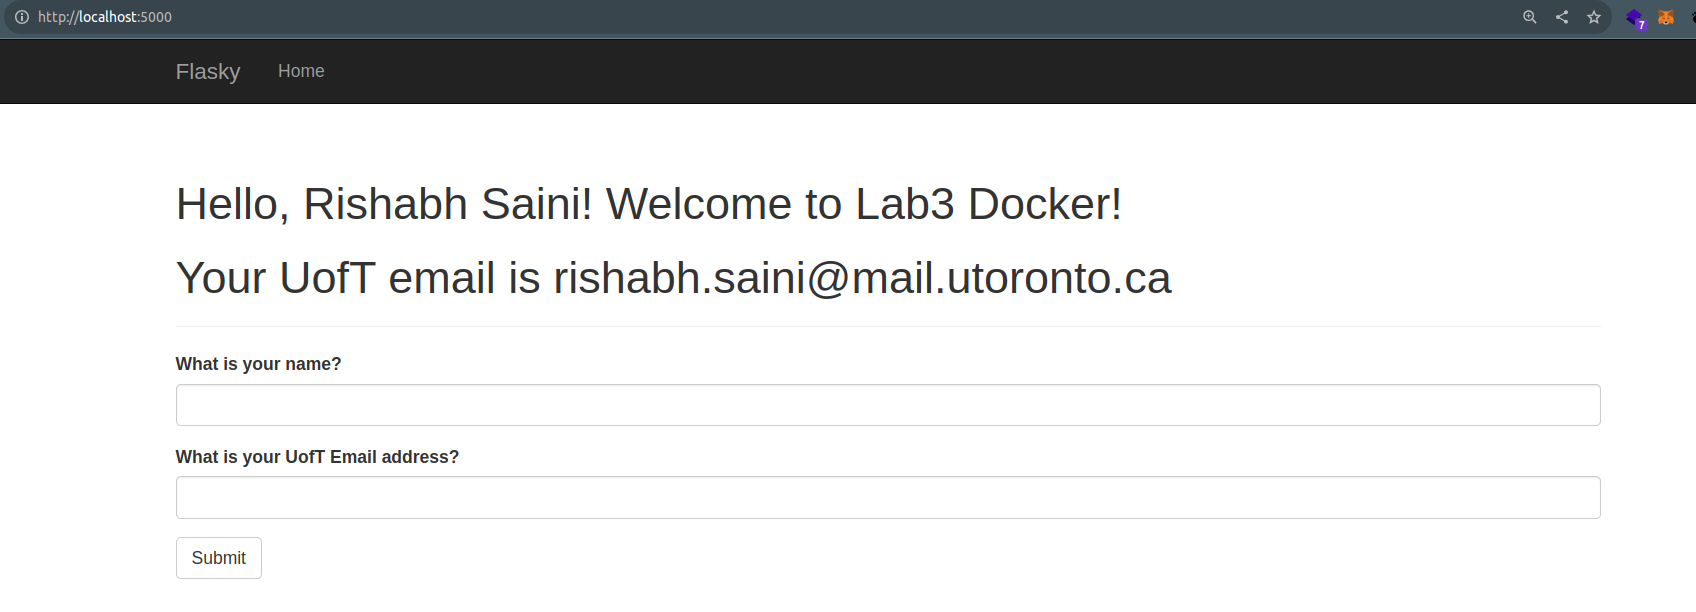 http://localhost:5000
7
Flasky Home
Hello, Rishabh Saini! Welcome to Lab3 Docker!
Your UofT email is rishabh.saini@mail.utoronto.ca
What is your name?
What is your UofT Email address?
Submit